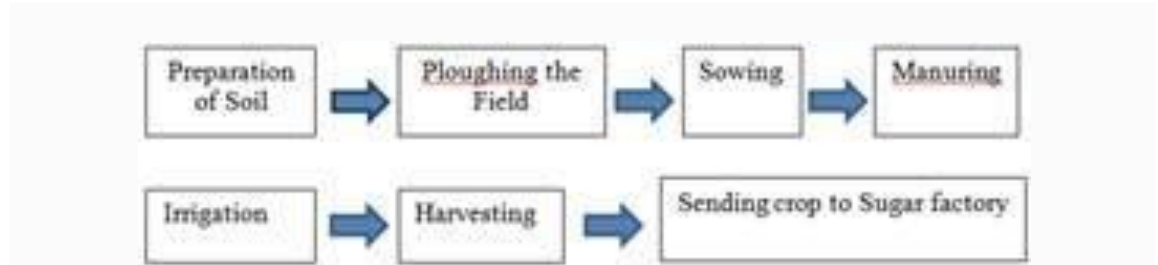 Preparation
of Soil
Ploughing the
Field
Sowing
Manuring
Irrigation
Harvesting
Sending crop to Sugar factory